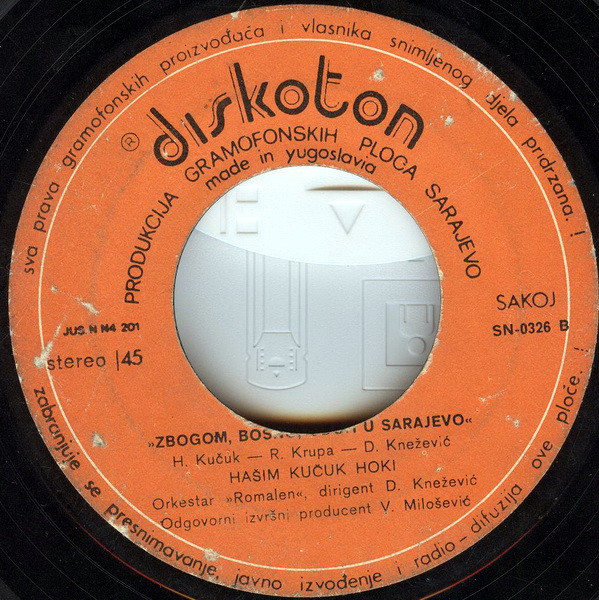 sva prava gramofonskih proizvođača i vlasnika snimljenog djela pridržana. !
® diskoton
PRODUKCIJA GRAMOFONSKIH PLOČA SARAJEVO
made in yugoslavia
SAKOJ
JUS. N N4 201
SN-0326 B
stereo |45
»ZBOGOM, U SARAJEVO«
H. Kučuk — R. Krupa — D. Knežević
HAŠIM KUČUK HOKI
Orkestar »Romalen«, dirigent D. Knežević
Odgovorni izvršni producent V. Milošević
zabranjuje se presnimavanje, javno izvođenje i radio – difuzija ove ploče. !